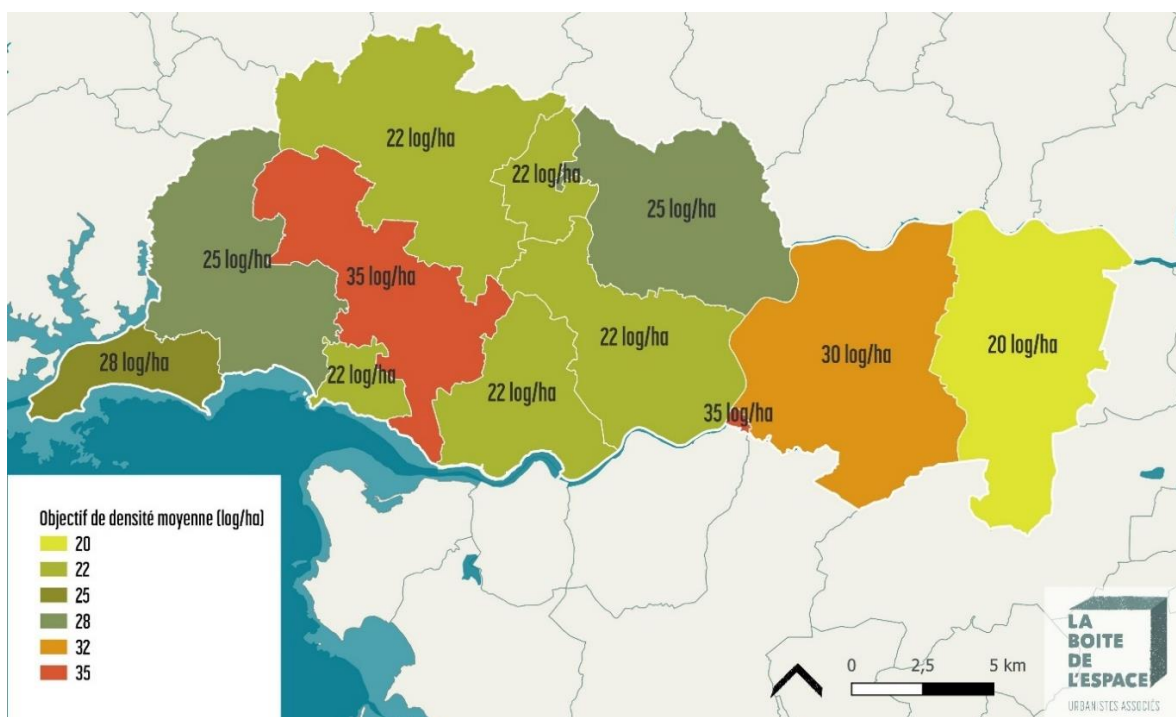 22 log/ha
22 log/ha
25 log/ha
25 log/ha
35 log/ha
28 log/ha
22 log/ha
22 log/ha
22 log/ha
35 log/ha
30 log/ha
20 log/ha
Objectif de densité moyenne (log/ha)
20
22
25
28
32
35
0 2,5 5 km
LA
BOITE
DE
L'ESPACE
URBANISTES ASSOCIÉS